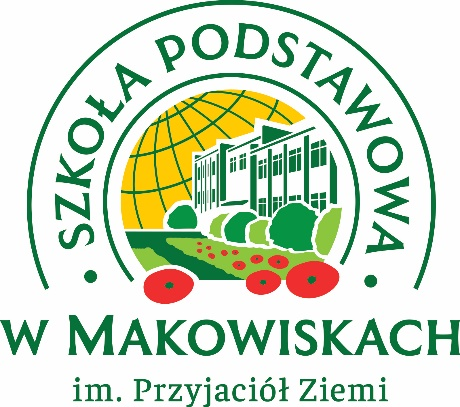 SZKOŁA PODSTAWOWA
W MAKOWISKACH
im. Przyjaciół Ziemi